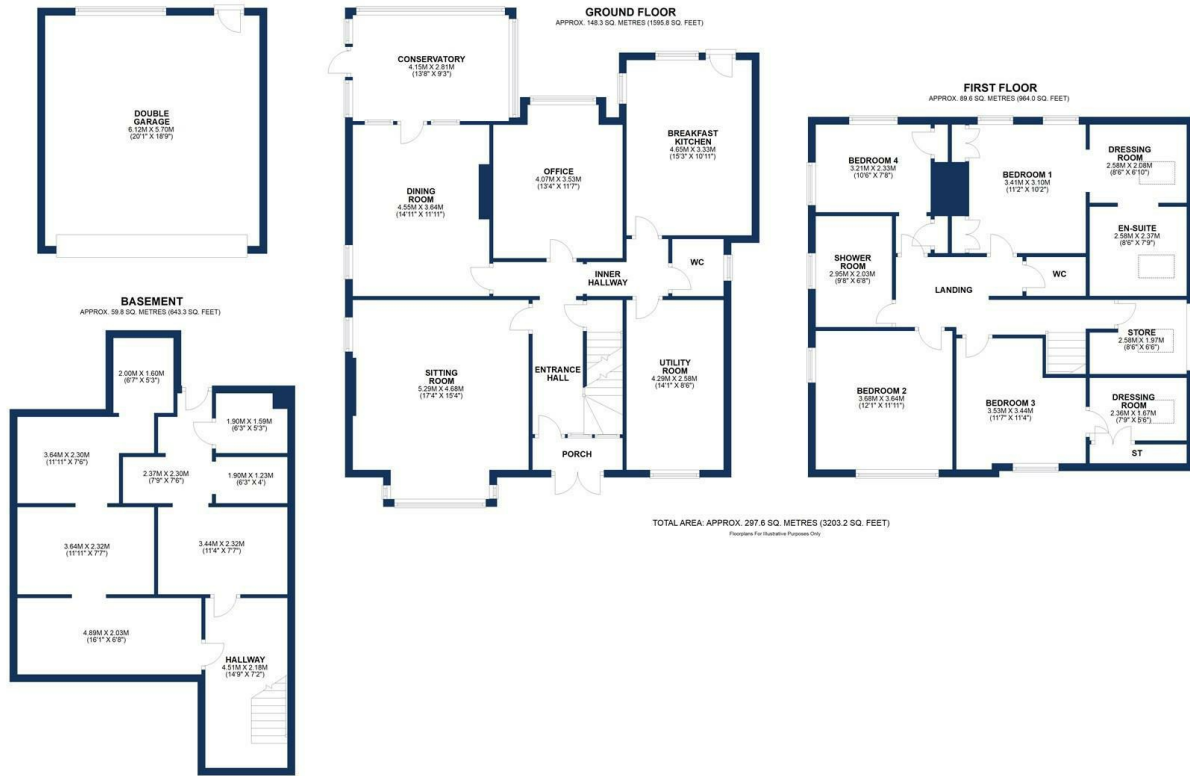 DOUBLE
GARAGE
6.12M X 5.70M
(20'1" X 18'9")
BASEMENT
APPROX. 59.8 SQ. METRES (643.3 SQ. FEET)
2.00M X 1.60M
(6'7" X 5'3")
1.90M X 1.59M
(6'3" X 5'3")
3.64M X 2.30M
(11'11" X 7'6")
2.37M X 2.30M
(7'9" X 7'6")
1.90M X 1.23M
(6'3" X 4')
3.64M X 2.32M
(11'11" X 7'7")
3.44M X 2.32M
(11'4" X 7'7")
4.89M X 2.03M
(16'1" X 6'8")
HALLWAY
4.51M X 2.18M
(14'9" X 7'2")
GROUND FLOOR
APPROX. 148.3 SQ. METRES (1595.8 SQ. FEET)
CONSERVATORY
4.15M X 2.81M
(13'8" X 9'3")
BREAKFAST
KITCHEN
4.65M X 3.33M
(15'3" X 10'11")
OFFICE
4.07M X 3.53M
(13'4" X 11'7")
DINING
ROOM
4.55M X 3.64M
(14'11" X 11'11")
INNER
HALLWAY
WC
SITTING
ROOM
5.29M X 4.68M
(17'4" X 15'4")
ENTRANCE
HALL
UTILITY
ROOM
4.29M X 2.58M
(14'1" X 8'6")
PORCH
FIRST FLOOR
APPROX. 89.6 SQ. METRES (964.0 SQ. FEET)
BEDROOM 4
3.21M X 2.33M
(10'6" X 7'8")
BEDROOM 1
3.41M X 3.10M
(11'2" X 10'2")
DRESSING
ROOM
2.58M X 2.08M
(8'6" X 6'10")
EN-SUITE
2.58M X 2.37M
(8'6" X 7'9")
SHOWER
ROOM
2.95M X 2.03M
(9'8" X 6'8")
LANDING
WC
STORE
2.58M X 1.97M
(8'6" X 6'6")
BEDROOM 2
3.68M X 3.64M
(12'1" X 11'11")
BEDROOM 3
3.53M X 3.44M
(11'7" X 11'4")
DRESSING
ROOM
2.36M X 1.67M
(7'9" X 5'6")
ST
TOTAL AREA: APPROX. 297.6 SQ. METRES (3203.2 SQ. FEET)
Floorplans For Illustrative Purposes Only